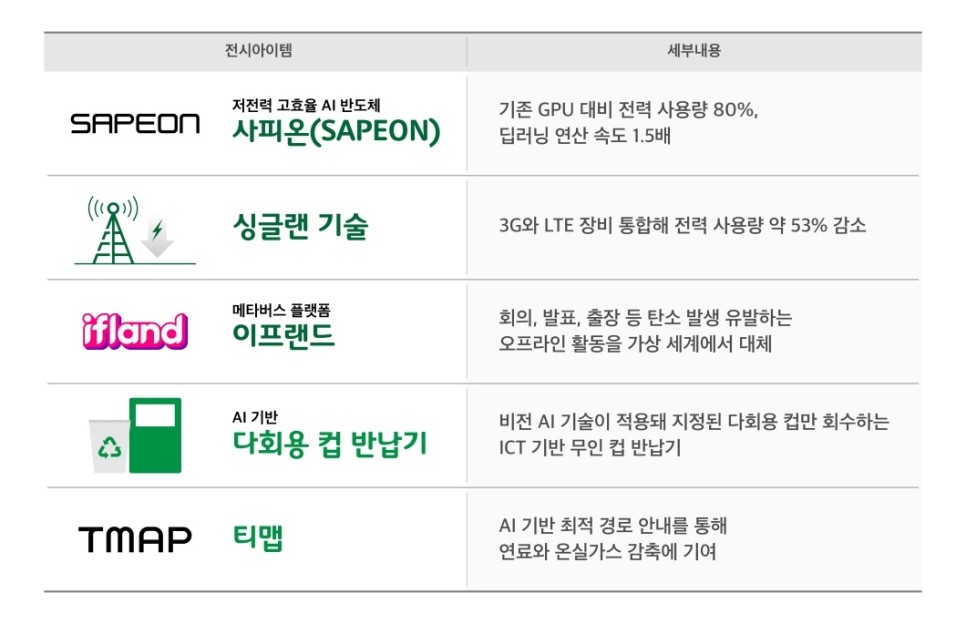 전시아이템
세부내용
SAPEON
저전력 고효율 AI 반도체
사피온(SAPEON)
기존 GPU 대비 전력 사용량 80%,
딥러닝 연산 속도 1.5배
싱글랜 기술
3G와 LTE 장비 통합해 전력 사용량 약 53% 감소
ifland
메타버스 플랫폼
이프랜드
회의, 발표, 출장 등 탄소 발생 유발하는
오프라인 활동을 가상 세계에서 대체
AI 기반
다회용 컵 반납기
비전 AI 기술이 적용돼 지정된 다회용 컵만 회수하는
ICT 기반 무인 컵 반납기
TMAP
티맵
AI 기반 최적 경로 안내를 통해
연료와 온실가스 감축에 기여